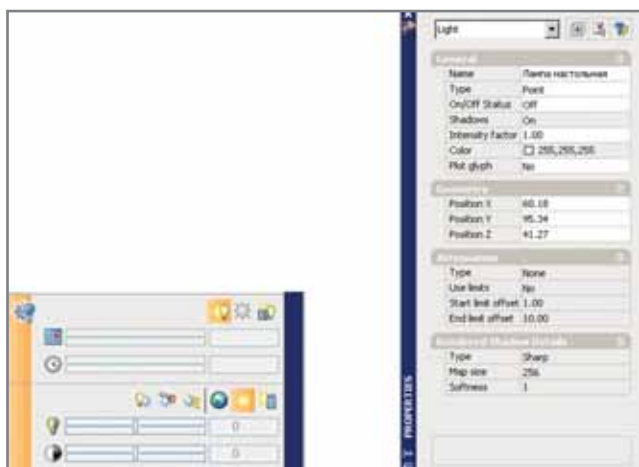 Light
General
Name Лампа настольная
Type Point
On/Off Status Off
Shadows On
Intensity factor 1.00
Color 255,255,255
Plot glyph No
Geometry
Position X 60.18
Position Y 95.34
Position Z 41.27
Attenuation
Type None
Use limits No
Start limit offset 1.00
End limit offset 10.00
Rendered Shadow Details
Type Sharp
Map size 256
Softness 1
PROPERTIES
0
0